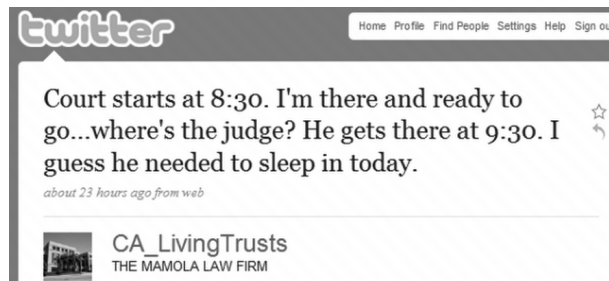 twitter
Home Profile Find People Settings Help Sign ou
Court starts at 8:30. I'm there and ready to
go...where's the judge? He gets there at 9:30. I
guess he needed to sleep in today.
about 23 hours ago from web
CA_LivingTrusts
THE MAMOLA LAW FIRM